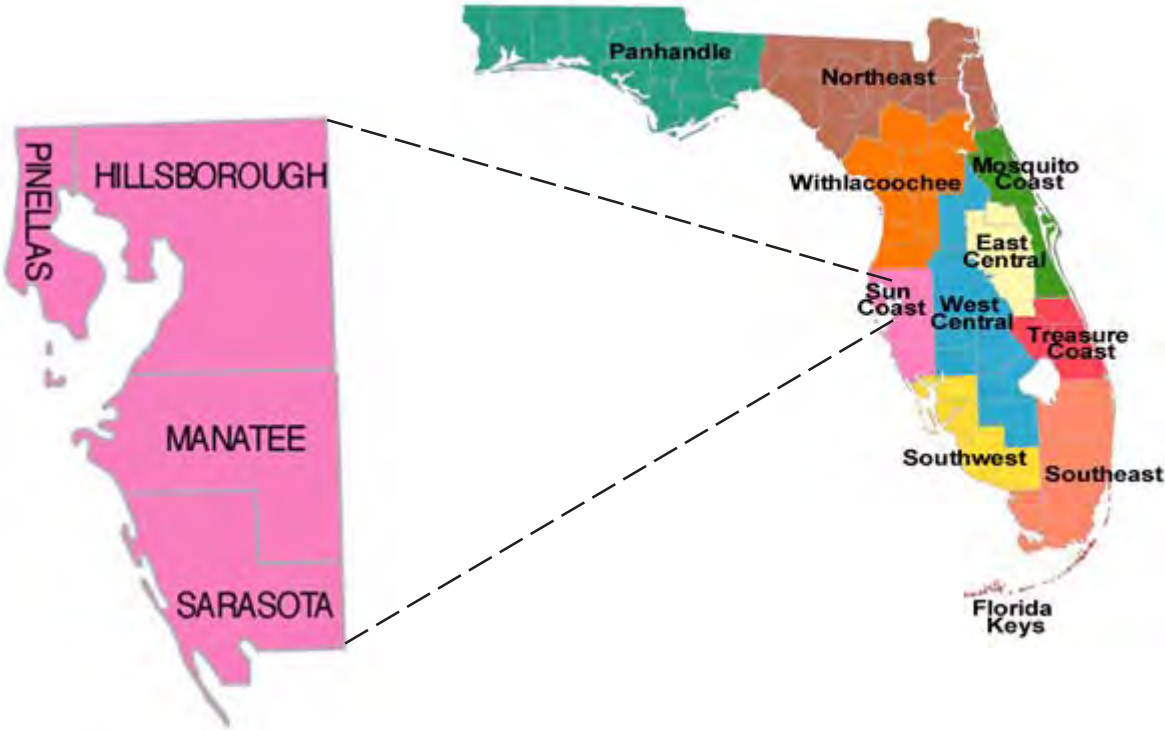 Panhandle
Northeast
PINELLAS
HILLSBOROUGH
Withlacoochee
Mosquito
Coast
East
Central
Sun
Coast
West
Central
Treasure
Coast
MANATEE
Southwest
Southeast
SARASOTA
Florida
Keys